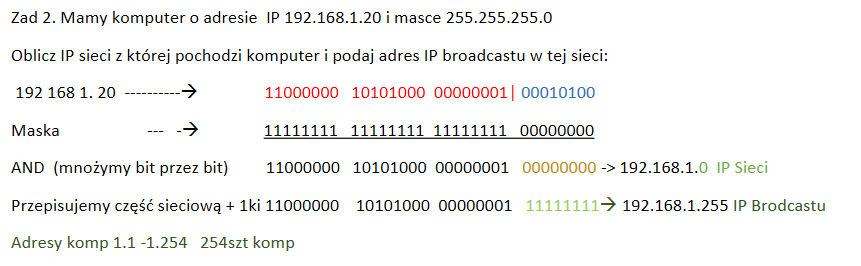 Zad 2. Mamy komputer o adresie IP 192.168.1.20 i masce 255.255.255.0
Oblicz IP sieci z której pochodzi komputer i podaj adres IP broadcastu w tej sieci:
192 168 1. 20 ----------→ 11000000 10101000 00000001| 00010100
Maska --- -→ 11111111 11111111 11111111 00000000
AND (mnożymy bit przez bit) 11000000 10101000 00000001 00000000 -> 192.168.1.0 IP Sieci
Przepisujemy część sieciową + 1ki 11000000 10101000 00000001 11111111→ 192.168.1.255 IP Brodcastu
Adresy komp 1.1 -1.254 254szt komp